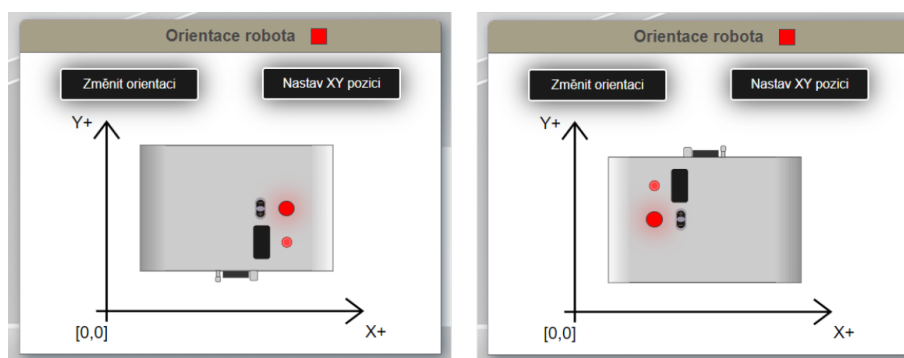 Orientace robota
Změnit orientaci
Nastav XY pozici
Y+
[0,0]
X+
Orientace robota
Změnit orientaci
Nastav XY pozici
Y+
[0,0]
X+